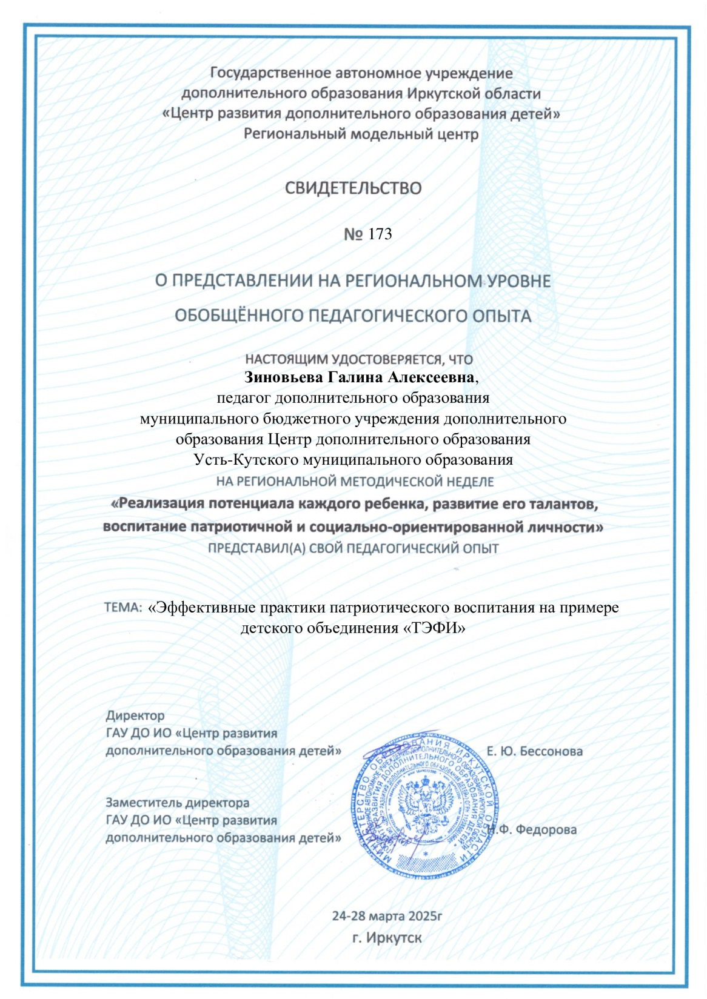 Государственное автономное учреждение
дополнительного образования Иркутской области
«Центр развития дополнительного образования детей»
Региональный модельный центр
СВИДЕТЕЛЬСТВО
№ 173
О ПРЕДСТАВЛЕНИИ НА РЕГИОНАЛЬНОМ УРОВНЕ
ОБОБЩЁННОГО ПЕДАГОГИЧЕСКОГО ОПЫТА
НАСТОЯЩИМ УДОСТОВЕРЯЕТСЯ, ЧТО
Зиновьева Галина Алексеевна,
педагог дополнительного образования
муниципального бюджетного учреждения дополнительного
образования Центр дополнительного образования
Усть-Кутского муниципального образования
НА РЕГИОНАЛЬНОЙ МЕТОДИЧЕСКОЙ НЕДЕЛЕ
«Реализация потенциала каждого ребенка, развитие его талантов,
воспитание патриотичной и социально-ориентированной личности»
ПРЕДСТАВИЛ(А) СВОЙ ПЕДАГОГИЧЕСКИЙ ОПЫТ
ТЕМА: «Эффективные практики патриотического воспитания на примере
детского объединения «ТЭФИ»
Директор
ГАУ ДО ИО «Центр развития
дополнительного образования детей»
Е. Ю. Бессонова
Заместитель директора
ГАУ ДО ИО «Центр развития
дополнительного образования детей»
Н.Ф. Федорова
МИНИСТЕРСТВО ОБРАЗОВАНИЯ ИРКУТСКОЙ ОБЛАСТИ
24-28 марта 2025г
г. Иркутск